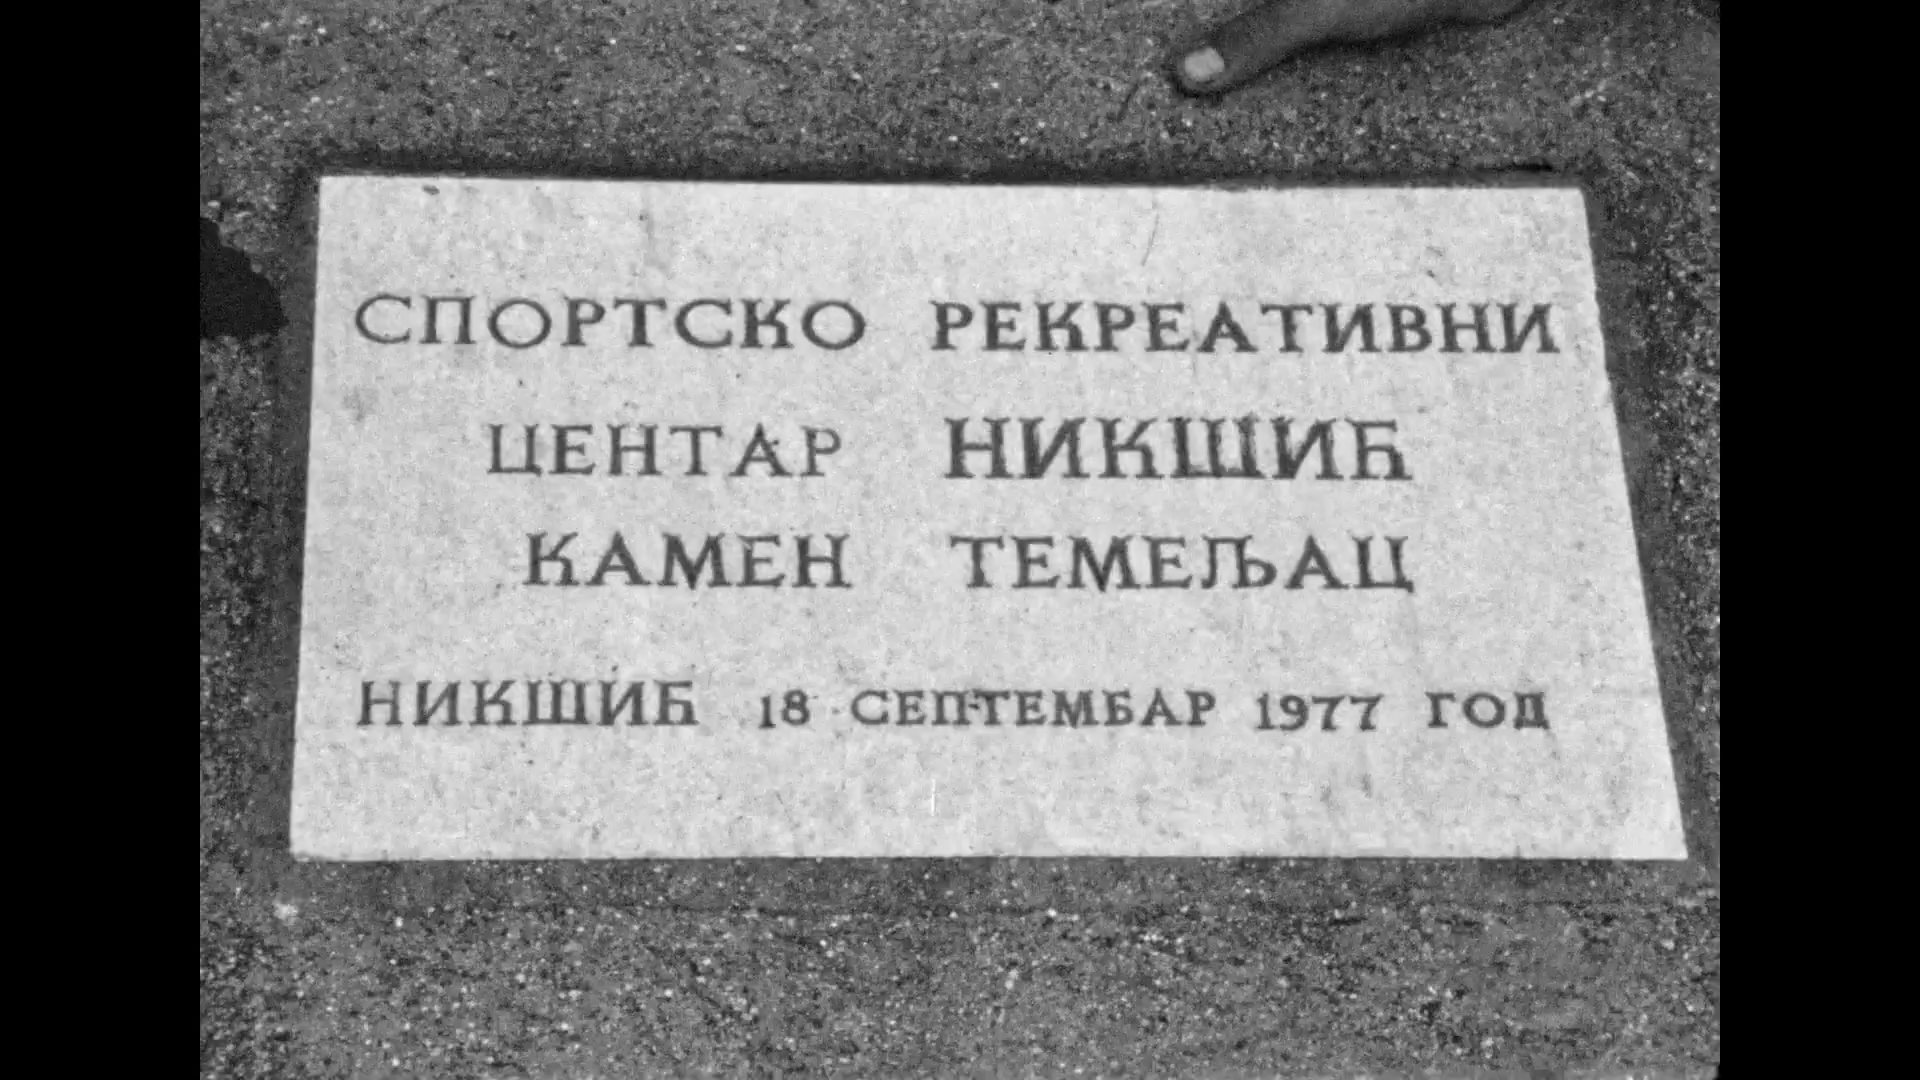 СПОРТСКО РЕКРЕАТИВНИ
ЦЕНТАР НИКШИЋ
КАМЕН ТЕМЕЉАЦ
НИКШИЋ 18 СЕПТЕМБАР 1977 ГОД